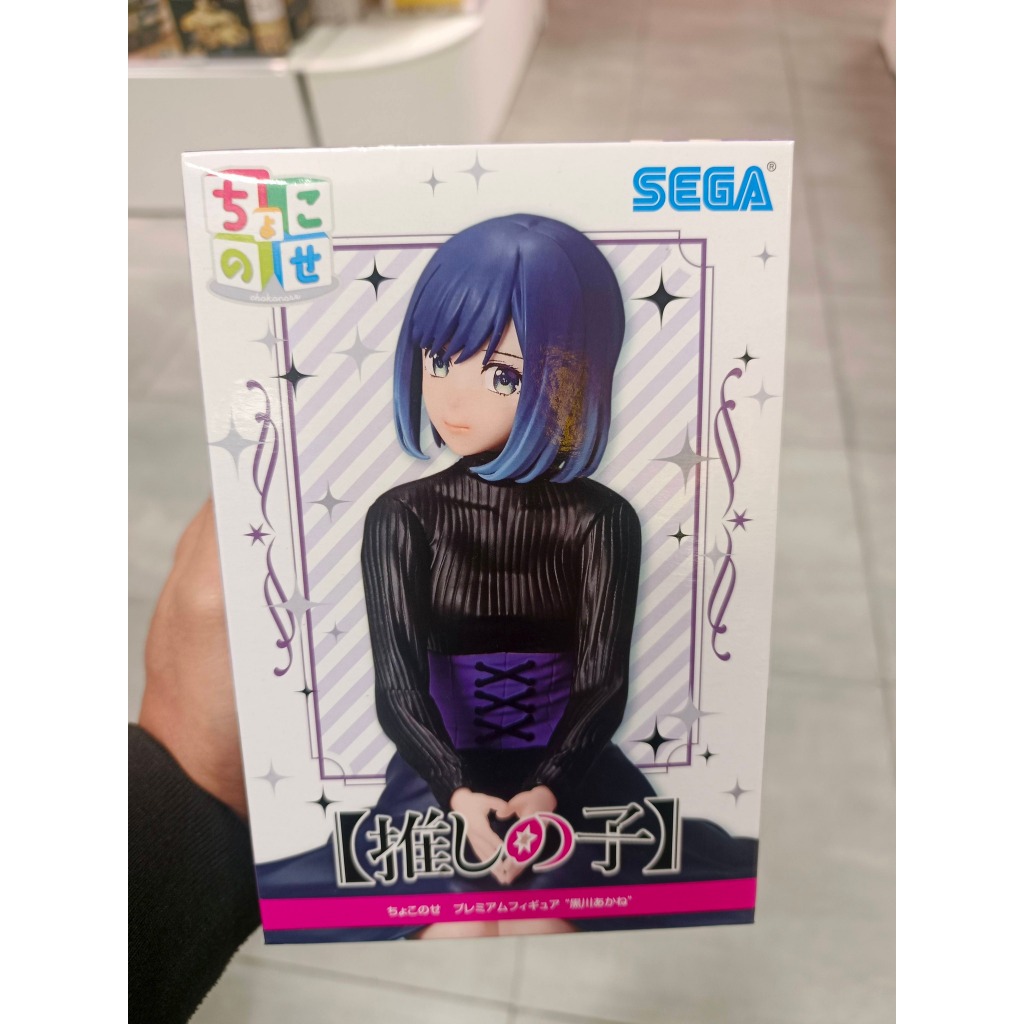 ちょこ
のせ
chokonose
SEGA®
【推しの子】
ちょこのせ プレミアムフィギュア "黒川あかね"